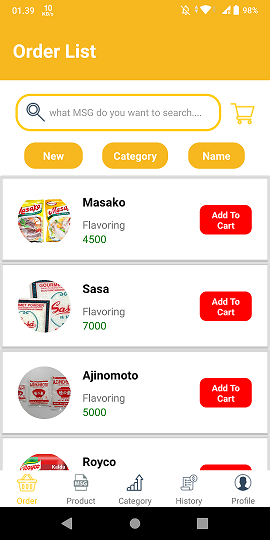 01.39 10 KB/s 98%
Order List
what MSG do you want to search....
New Category Name
Masako
Flavoring
4500
Add To
Cart
Sasa
Flavoring
7000
Add To
Cart
Ajinomoto
Flavoring
5000
Add To
Cart
Royco
Add To
Order Product Category History Profile